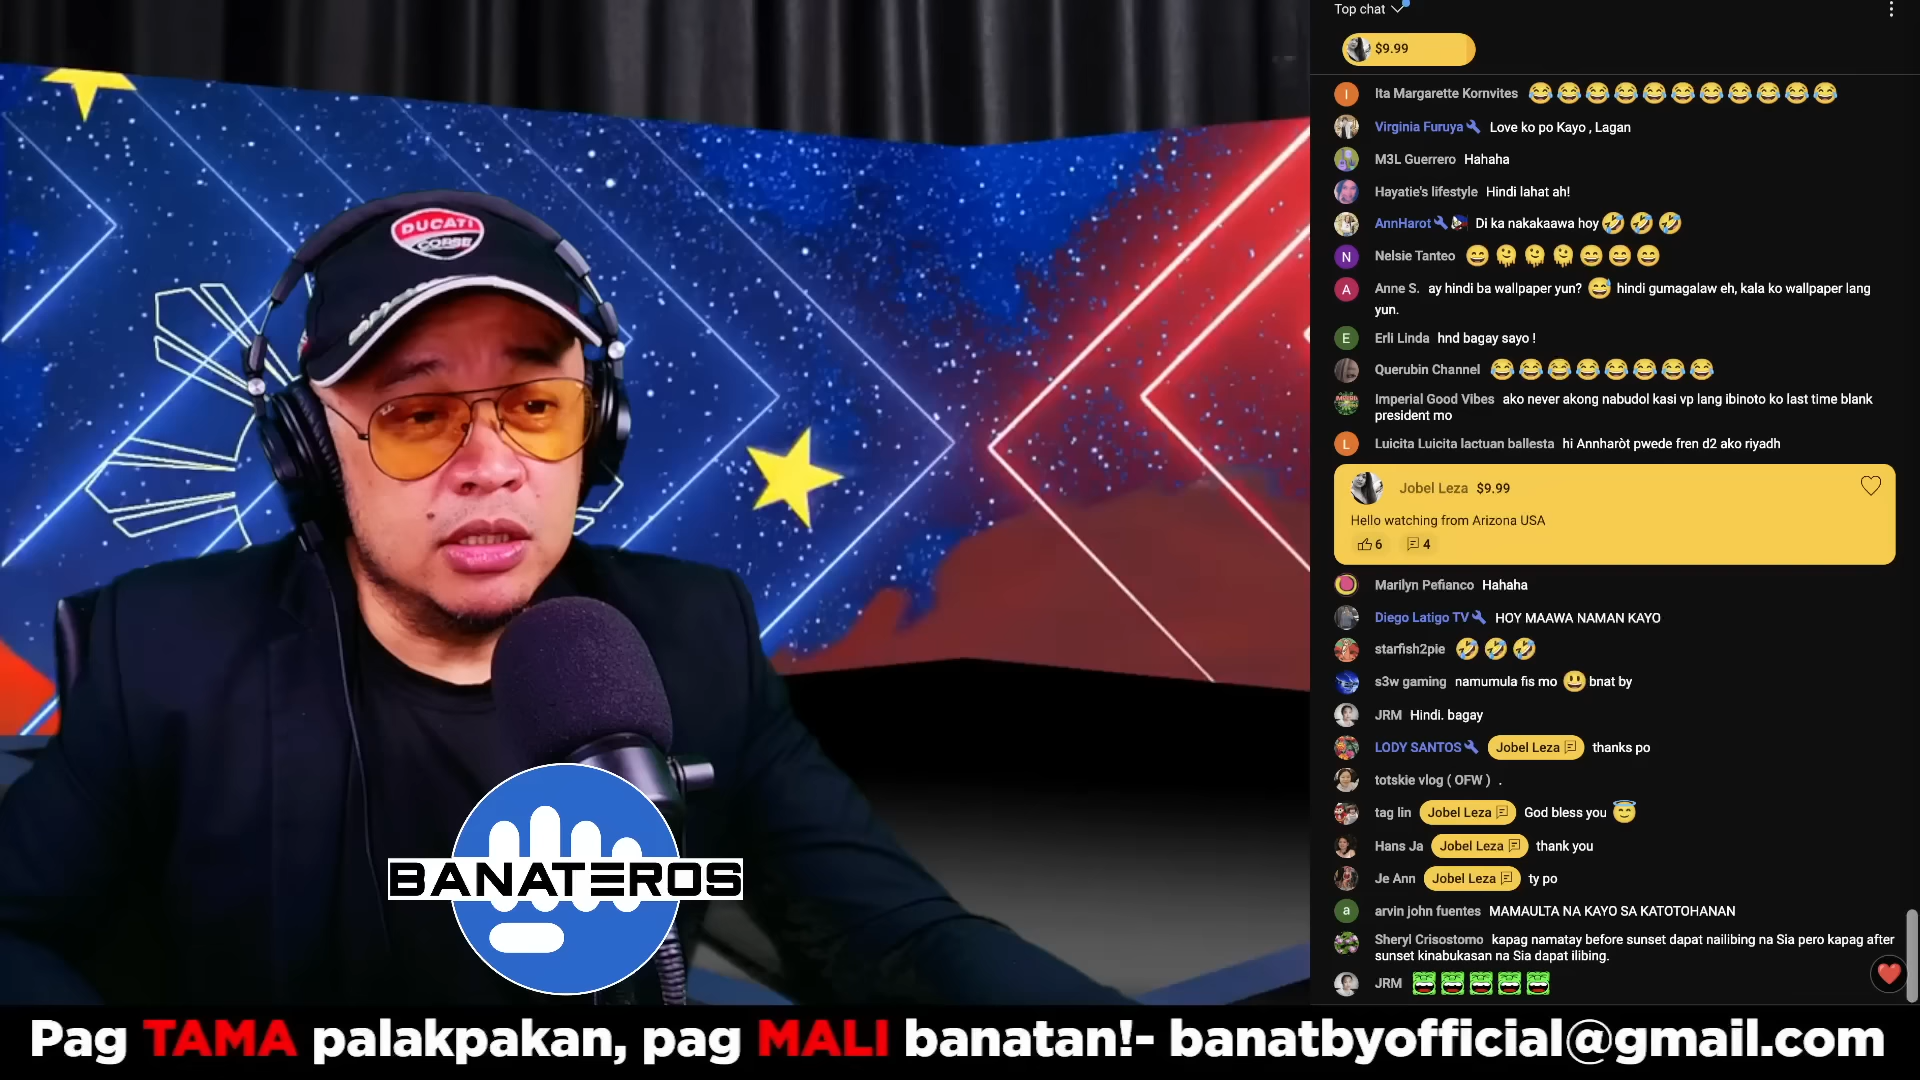 DUCATI
CORSE
BANATEROS
Top chat
$9.99
Ita Margarette Kornvites 😂😂😂😂😂😂😂😂😂😂😂
Virginia Furuya Love ko po Kayo , Lagan
M3L Guerrero Hahaha
Hayatie's lifestyle Hindi lahat ah!
AnnHarot Di ka nakakaawa hoy 🤣🤣🤣
N Nelsie Tanteo 😄🫠🫠🫠😄😄😄
A Anne S. ay hindi ba wallpaper yun? 😅 hindi gumagalaw eh, kala ko wallpaper lang
yun.
E Erli Linda hnd bagay sayo !
Querubin Channel 😂😂😂😂😂😂😂😂
Imperial Good Vibes ako never akong nabudol kasi vp lang ibinoto ko last time blank
president mo
L Luicita Luicita lactuan ballesta hi Annharòt pwede fren d2 ako riyadh
Jobel Leza $9.99
Hello watching from Arizona USA
6 4
Marilyn Pefianco Hahaha
Diego Latigo TV HOY MAAWA NAMAN KAYO
starfish2pie 🤣🤣🤣
s3w gaming namumula fis mo 😃 bnat by
JRM Hindi. bagay
LODY SANTOS Jobel Leza thanks po
totskie vlog ( OFW ) .
tag lin Jobel Leza God bless you 😇
Hans Ja Jobel Leza thank you
Je Ann Jobel Leza ty po
a arvin john fuentes MAMAULTA NA KAYO SA KATOTOHANAN
Sheryl Crisostomo kapag namatay before sunset dapat nailibing na Sia pero kapag after
sunset kinabukasan na Sia dapat ilibing.
JRM
Pag TAMA palakpakan, pag MALI banatan!- banatbyofficial@gmail.com